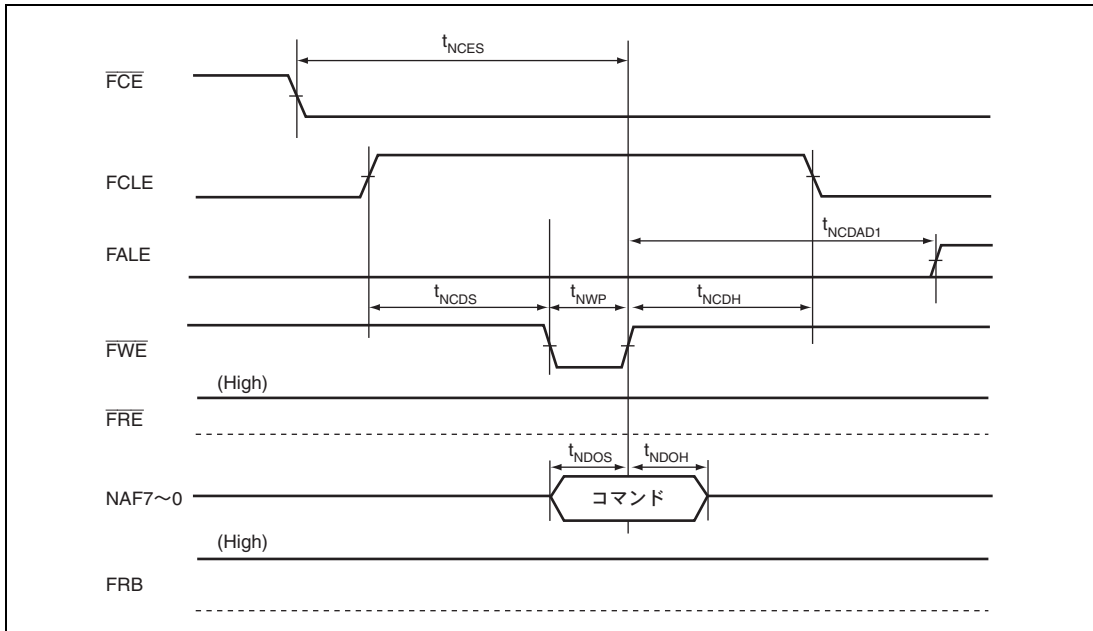 tNCES
FCE
FCLE
tNCDAD1
FALE
tNCDS tNWP tNCDH
FWE
(High)
FRE
tNDOS tNDOH
NAF7～0 コマンド
(High)
FRB